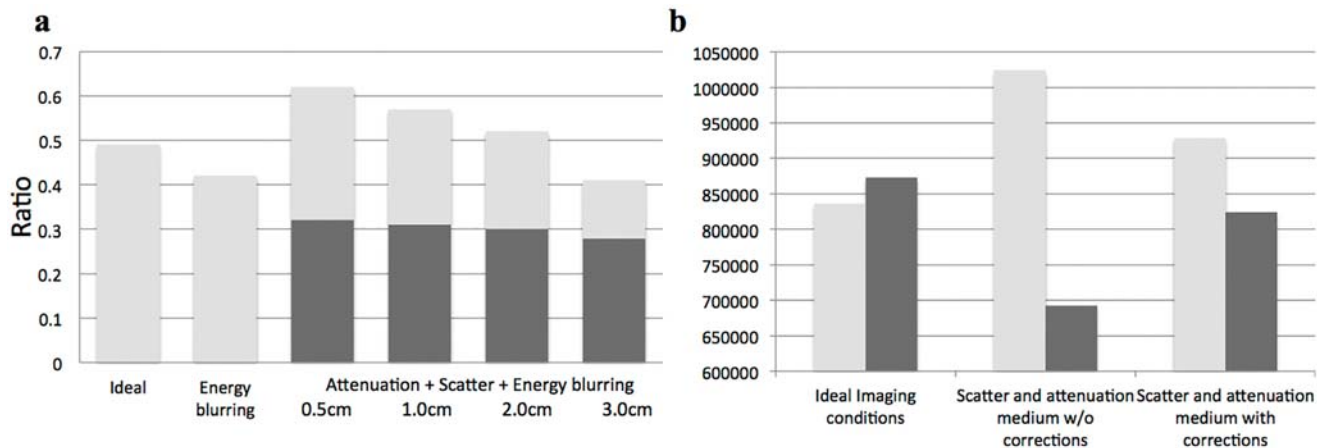 a
0.7
0.6
0.5
0.4
0.3
0.2
0.1
0
Ratio
Ideal
Energy
blurring
Attenuation + Scatter + Energy blurring
0.5cm 1.0cm 2.0cm 3.0cm
b
1050000
1000000
950000
900000
850000
800000
750000
700000
650000
600000
Ideal Imaging
conditions
Scatter and attenuation
medium w/o
corrections
Scatter and attenuation
medium with
corrections